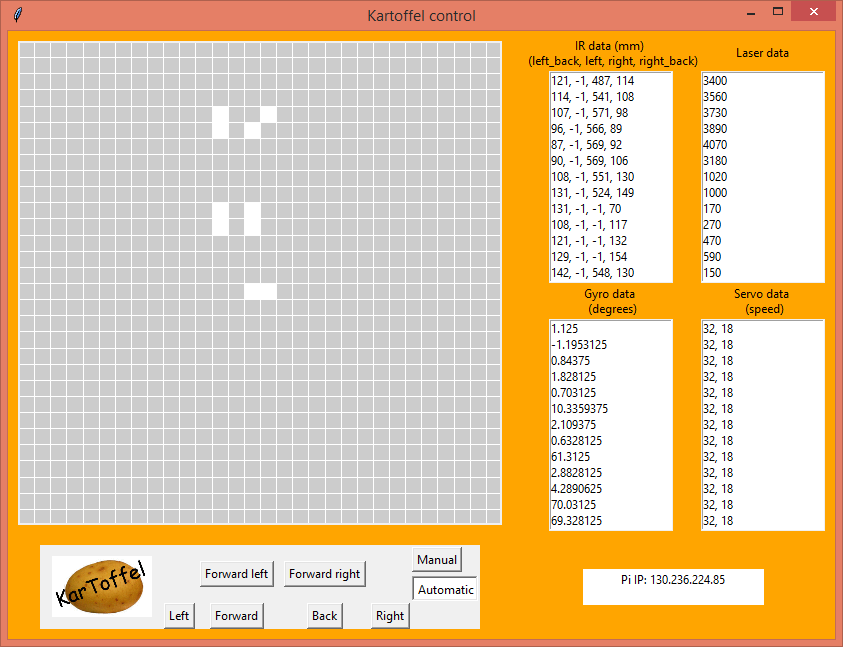 Kartoffel control
IR data (mm)
(left_back, left, right, right_back)
121, -1, 487, 114
114, -1, 541, 108
107, -1, 571, 98
96, -1, 566, 89
87, -1, 569, 92
90, -1, 569, 106
108, -1, 551, 130
131, -1, 524, 149
131, -1, -1, 70
108, -1, -1, 117
121, -1, -1, 132
129, -1, -1, 154
142, -1, 548, 130
Laser data
3400
3560
3730
3890
4070
3180
1020
1000
170
270
470
590
150
Gyro data
(degrees)
1.125
-1.1953125
0.84375
1.828125
0.703125
10.3359375
2.109375
0.6328125
61.3125
2.8828125
4.2890625
70.03125
69.328125
Servo data
(speed)
32, 18
32, 18
32, 18
32, 18
32, 18
32, 18
32, 18
32, 18
32, 18
32, 18
32, 18
32, 18
32, 18
KarToffel
Forward left
Forward right
Manual
Automatic
Left
Forward
Back
Right
Pi IP: 130.236.224.85